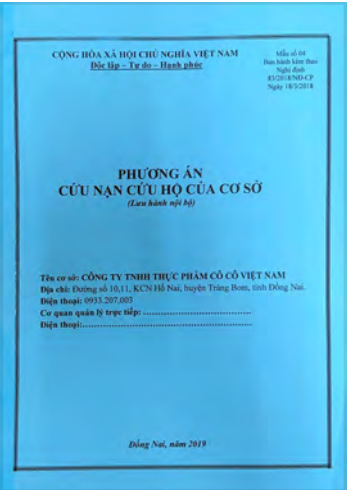 CỘNG HÒA XÃ HỘI CHỦ NGHĨA VIỆT NAM
Độc lập – Tự do – Hạnh phúc
Mẫu số 04
Ban hành kèm theo
Nghị định
83/2018/NĐ-CP
Ngày 18/3/2018
PHƯƠNG ÁN
CỨU NẠN CỨU HỘ CỦA CƠ SỞ
(Lưu hành nội bộ)
Tên cơ sở: CÔNG TY TNHH THỰC PHẨM CÔ CÔ VIỆT NAM
Địa chỉ: Đường số 10,11, KCN Hố Nai, huyện Trảng Bom, tỉnh Đồng Nai.
Điện thoại: 0933.207.003
Cơ quan quản lý trực tiếp: ........................................
Điện thoại:............................................................
Đồng Nai, năm 2019